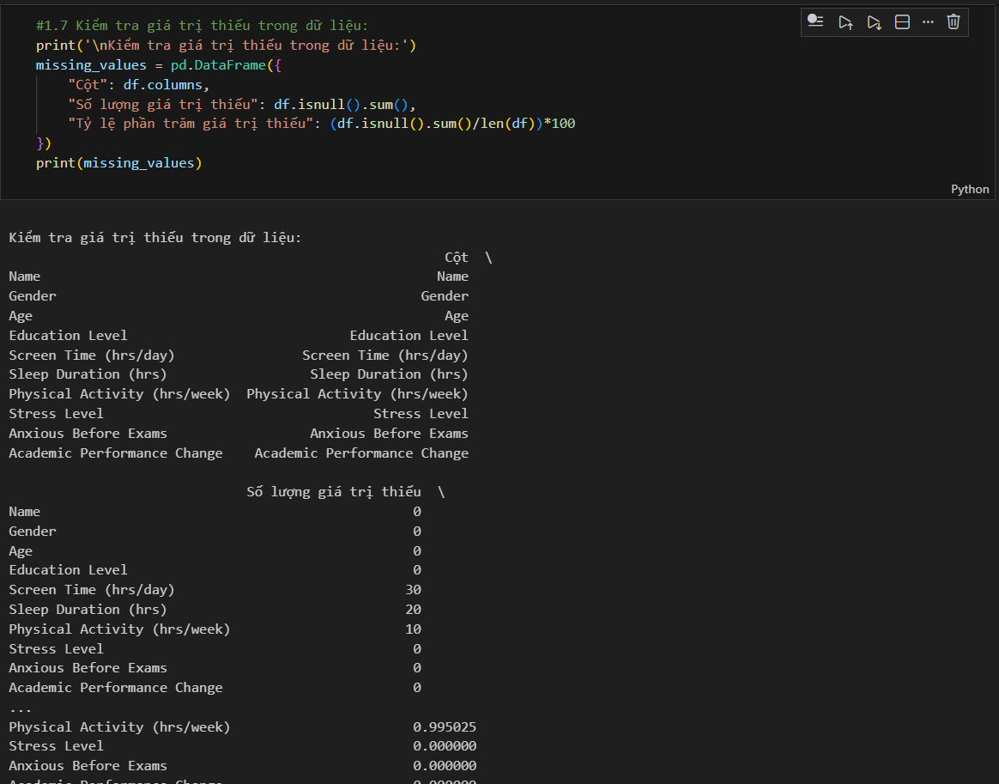 #1.7 Kiểm tra giá trị thiếu trong dữ liệu:
print('\nKiểm tra giá trị thiếu trong dữ liệu:')
missing_values = pd.DataFrame({
    "Cột": df.columns,
    "Số lượng giá trị thiếu": df.isnull().sum(),
    "Tỷ lệ phần trăm giá trị thiếu": (df.isnull().sum()/len(df))*100
})
print(missing_values)
Python
Kiểm tra giá trị thiếu trong dữ liệu:
Cột \
Name Name
Gender Gender
Age Age
Education Level Education Level
Screen Time (hrs/day) Screen Time (hrs/day)
Sleep Duration (hrs) Sleep Duration (hrs)
Physical Activity (hrs/week) Physical Activity (hrs/week)
Stress Level Stress Level
Anxious Before Exams Anxious Before Exams
Academic Performance Change Academic Performance Change
Số lượng giá trị thiếu \
Name 0
Gender 0
Age 0
Education Level 0
Screen Time (hrs/day) 30
Sleep Duration (hrs) 20
Physical Activity (hrs/week) 10
Stress Level 0
Anxious Before Exams 0
Academic Performance Change 0
...
Physical Activity (hrs/week) 0.995025
Stress Level 0.000000
Anxious Before Exams 0.000000
Academic Performance Change 0.000000